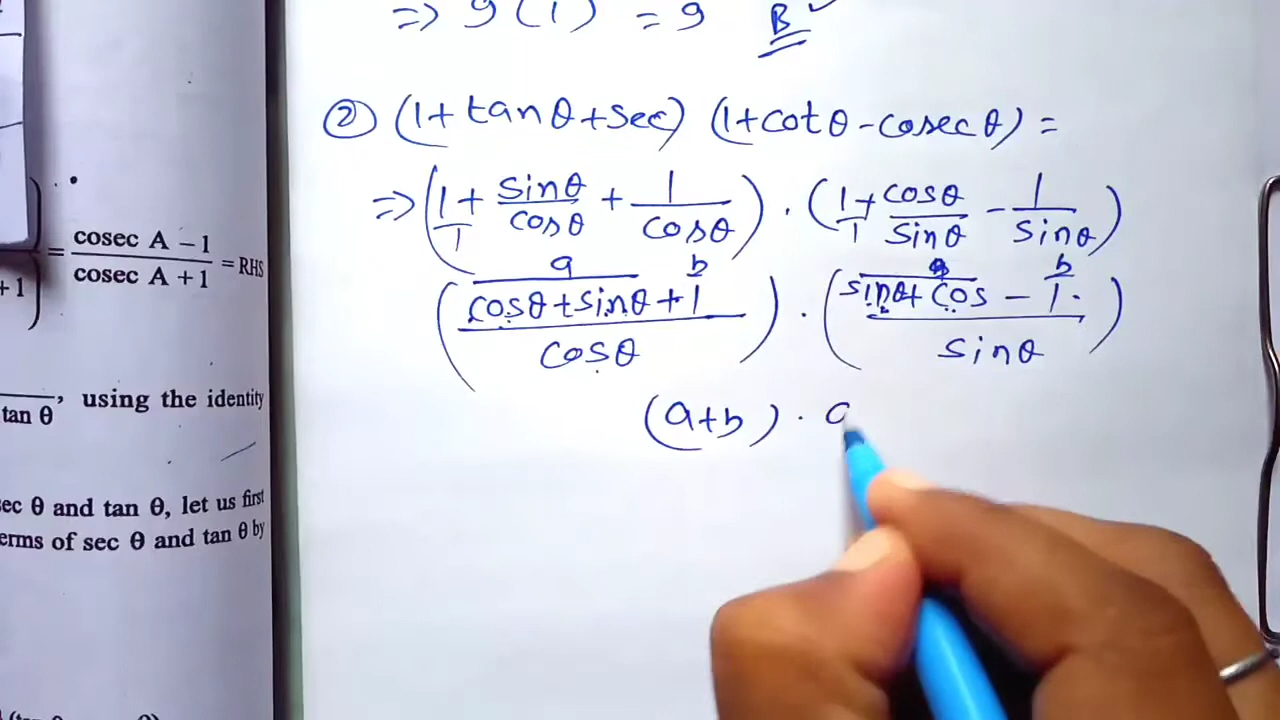 => 9 (1) = 9 B
② (1+tanθ+sec) (1+cotθ-cosecθ) =
=> (1/1 + sinθ/cosθ + 1/cosθ) . (1/1 + cosθ/sinθ - 1/sinθ)
a b a b
((cosθ+sinθ+1)/cosθ) . ((sinθ+cos - 1.)/sinθ)
(a+b) . a
= cosec A - 1 / cosec A + 1 = RHS
+1
tan θ', using the identity
sec θ and tan θ, let us first
erms of sec θ and tan θ by